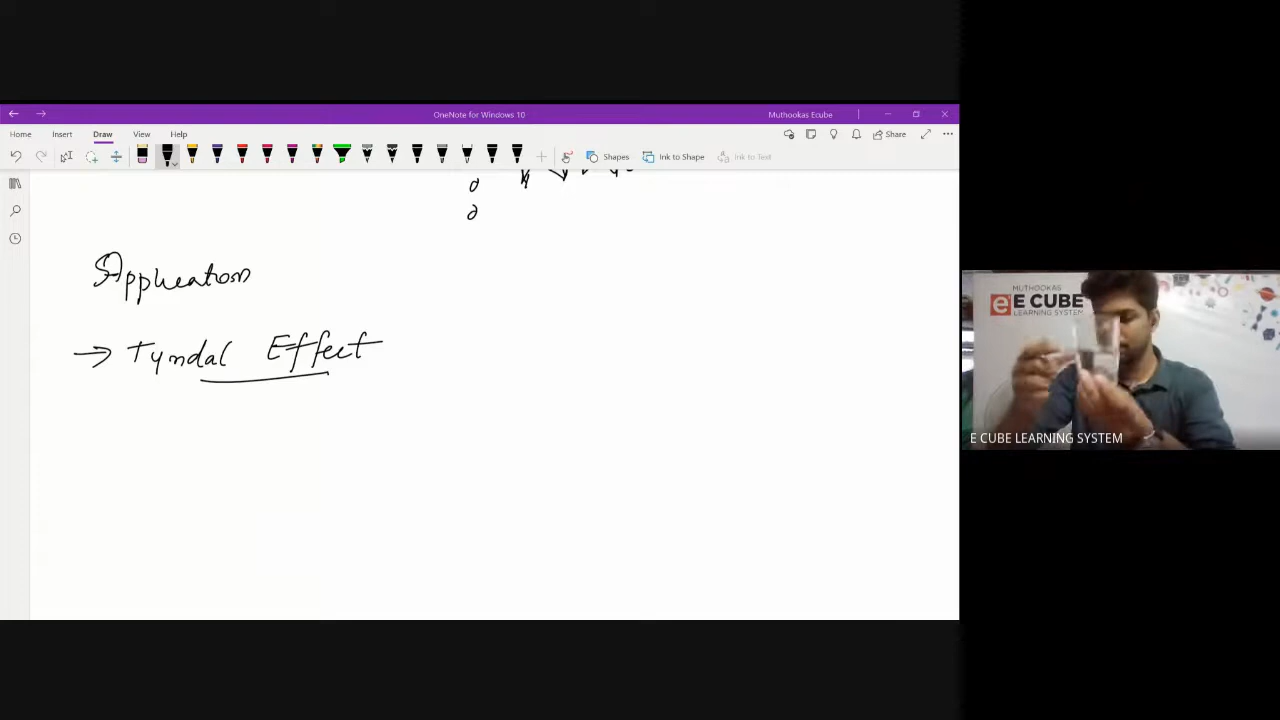 OneNote for Windows 10
Muthookas Ecube
Home Insert Draw View Help
Share
Shapes Ink to Shape Ink to Text
Application
→ Tyndal Effect
MUTHOOKAS
e E CUBE
LEARNING SYSTEM
E CUBE LEARNING SYSTEM